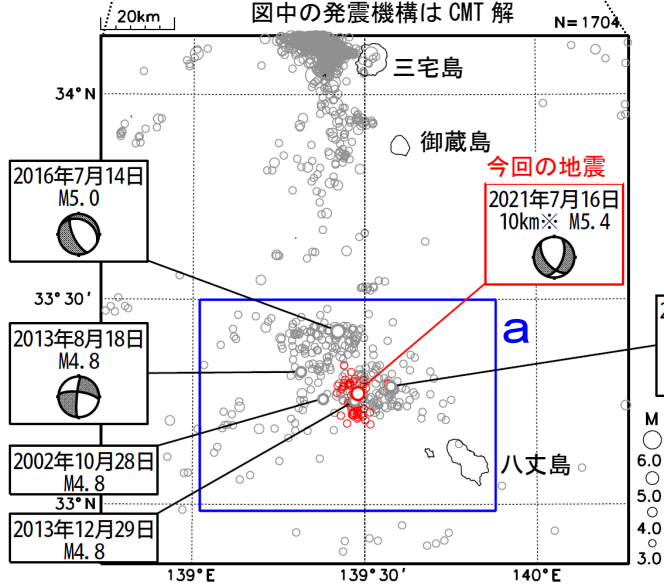 20km
図中の発震機構は CMT 解
N=1704
三宅島
34°N
御蔵島
今回の地震
2016年7月14日
M5.0
2021年7月16日
10km※ M5.4
33°30′
a
2
2013年8月18日
M4.8
M
6.0
5.0
4.0
3.0
八丈島
2002年10月28日
M4.8
33°N
2013年12月29日
M4.8
139°E
139°30′
140°E